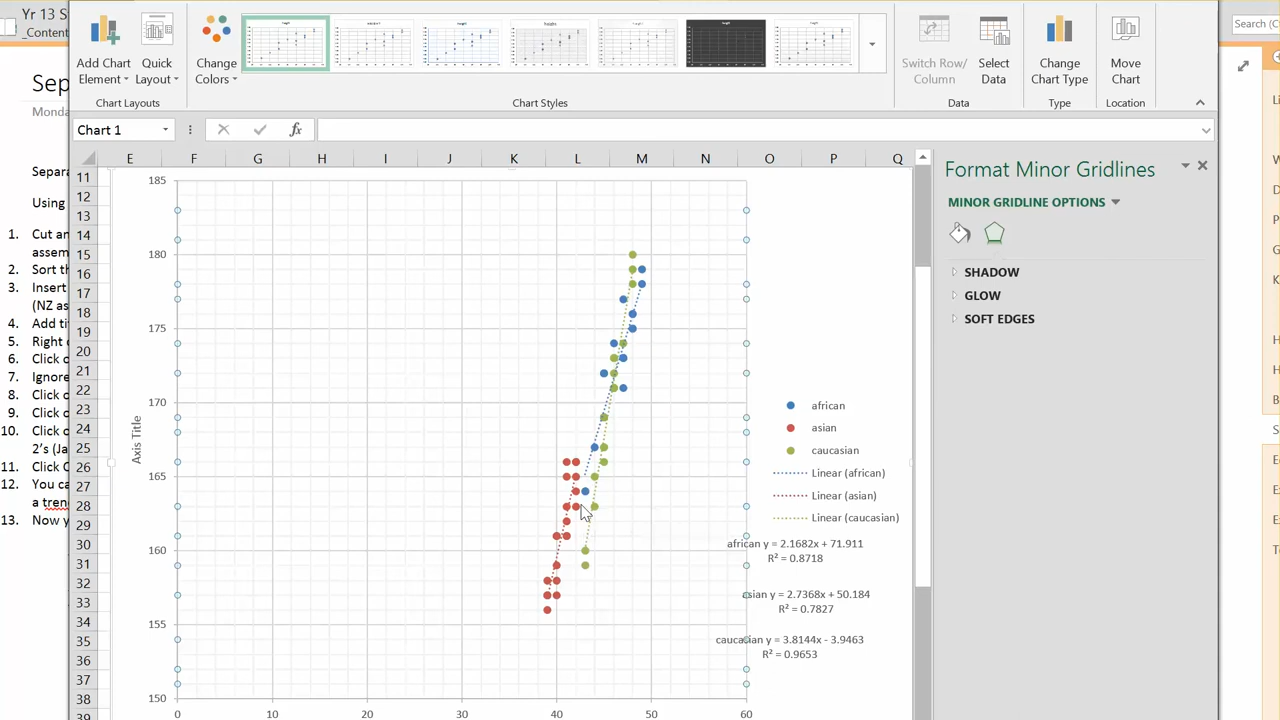 Yr 13 S
ent
Sep
Monda
Separa
Using
1. Cut an
assem
2. Sort th
3. Insert
(NZ as
4. Add ti
5. Right c
6. Click o
7. Ignore
8. Click o
9. Click o
10. Click o
2's (Ja
11. Click C
12. You ca
a tren
13. Now y
Add Chart Element
Quick Layout
Chart Layouts
Change Colors
Chart Styles
Switch Row/ Column
Select Data
Data
Change Chart Type
Type
Move Chart
Location
Search (C
Chart 1
fx
E F G H I J K L M N O P Q
11
12
13
14
15
16
17
18
19
20
21
22
23
24
25
26
27
28
29
30
31
32
33
34
35
36
37
38
39
185
180
175
170
165
160
155
150
Axis Title
0 10 20 30 40 50 60
african
asian
caucasian
Linear (african)
Linear (asian)
Linear (caucasian)
african y = 2.1682x + 71.911
R² = 0.8718
asian y = 2.7368x + 50.184
R² = 0.7827
caucasian y = 3.8144x - 3.9463
R² = 0.9653
Format Minor Gridlines
MINOR GRIDLINE OPTIONS
SHADOW
GLOW
SOFT EDGES